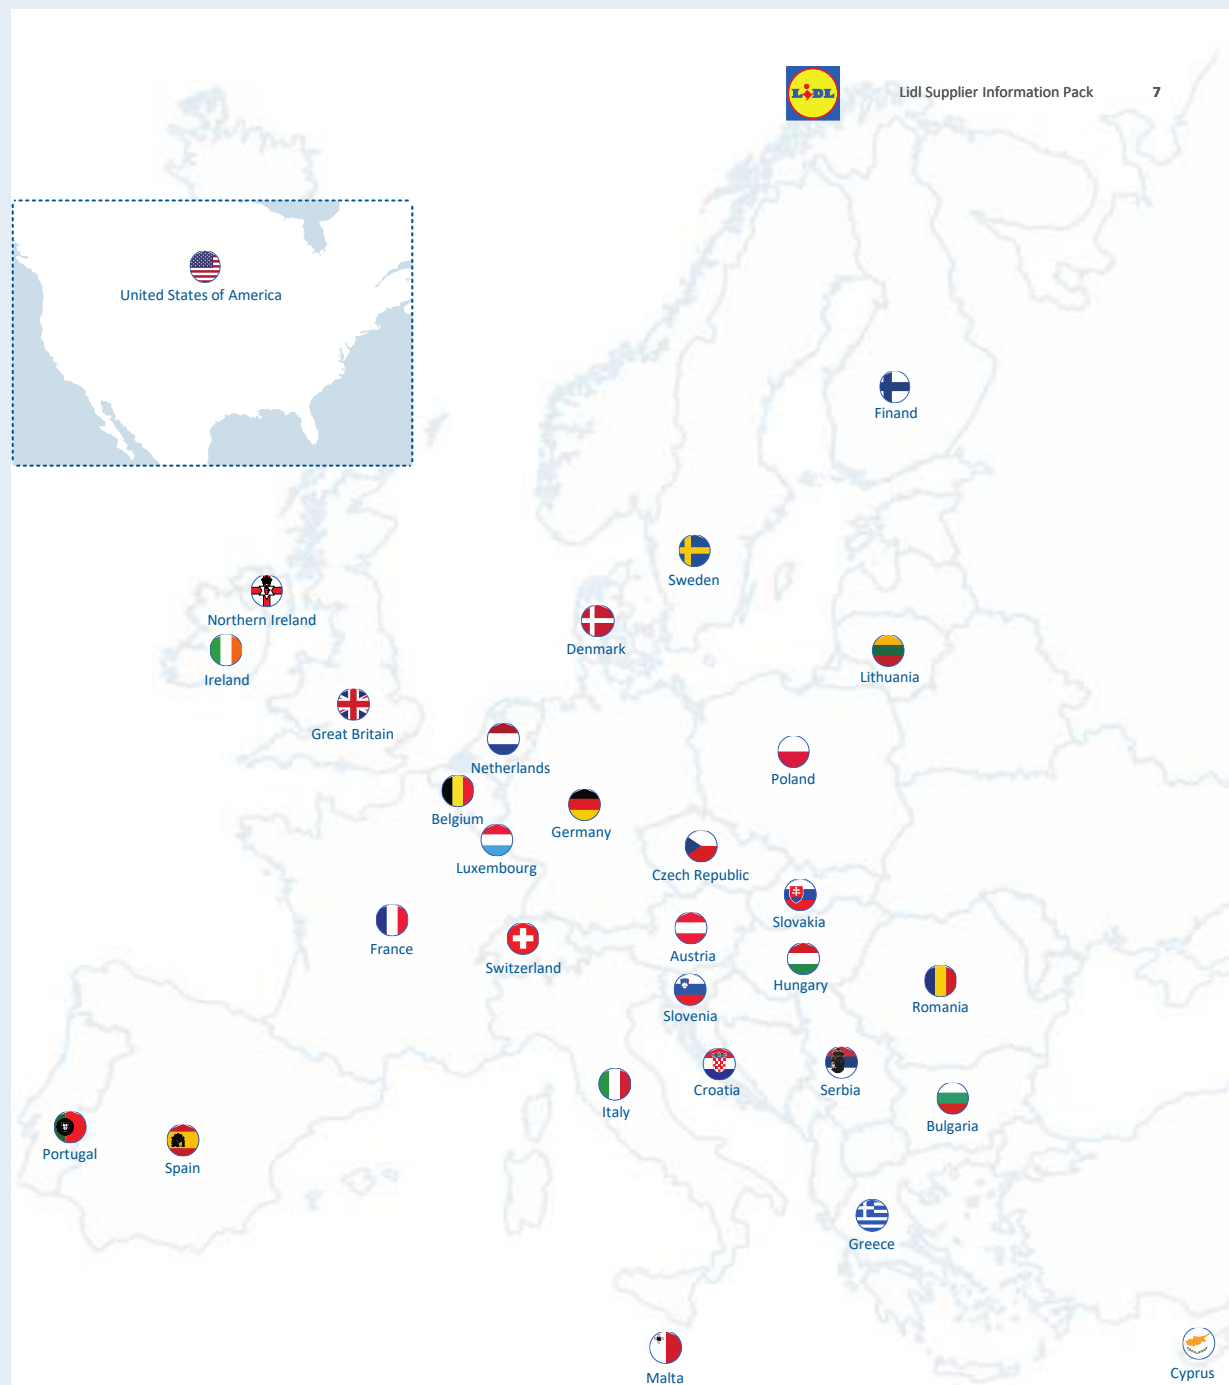 LIDL
Lidl Supplier Information Pack 7
United States of America
Finand
Sweden
Northern Ireland
Denmark
Ireland
Lithuania
Great Britain
Netherlands
Poland
Belgium
Germany
Luxembourg
Czech Republic
Slovakia
France
Austria
Switzerland
Hungary
Slovenia
Romania
Croatia
Serbia
Italy
Bulgaria
Portugal
Spain
Greece
Cyprus
Malta